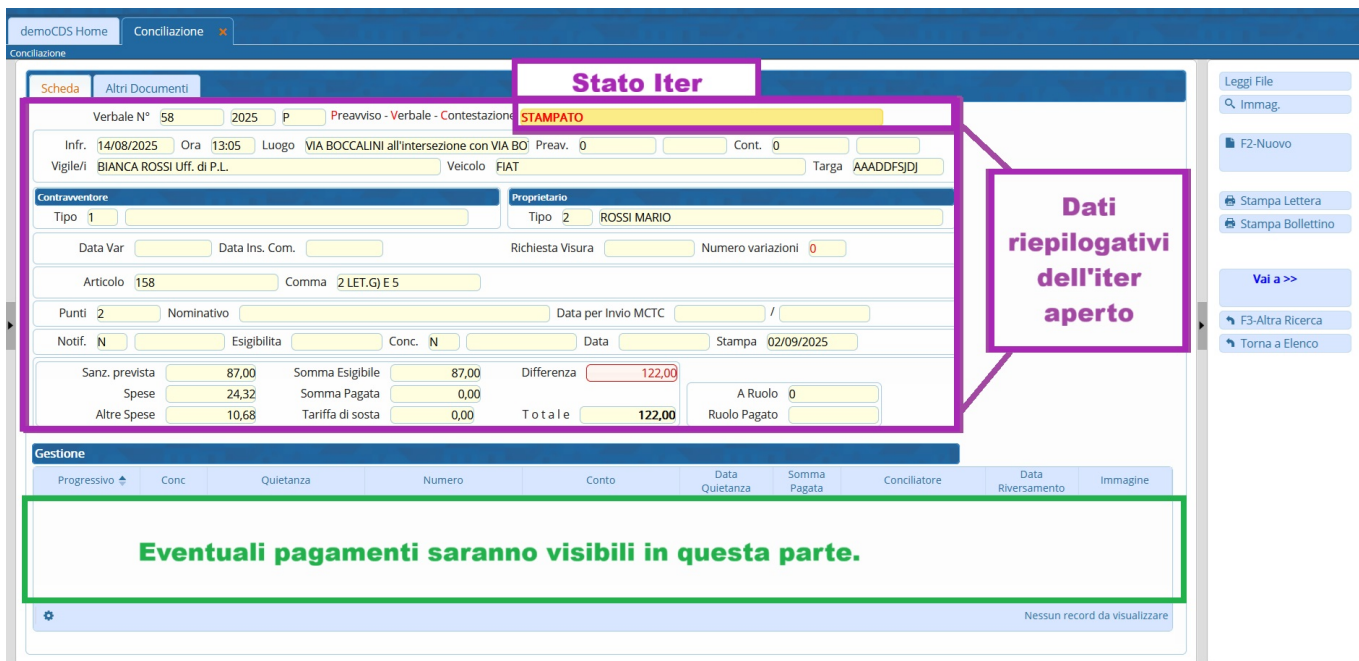 demoCDS Home Conciliazione ×
Conciliazione
Stato Iter
Scheda Altri Documenti
Verbale N° 58 2025 P Preavviso - Verbale - Contestazione STAMPATO
Infr. 14/08/2025 Ora 13:05 Luogo VIA BOCCALINI all'intersezione con VIA BO Preav. 0 Cont. 0
Vigile/i BIANCA ROSSI Uff. di P.L. Veicolo FIAT Targa AAADDFSJDJ
Contravventore Proprietario
Tipo 1 Tipo 2 ROSSI MARIO
Data Var Data Ins. Com. Richiesta Visura Numero variazioni 0
Articolo 158 Comma 2 LET.G) E 5
Punti 2 Nominativo Data per Invio MCTC /
Notif. N Esigibilita Conc. N Data Stampa 02/09/2025
Sanz. prevista 87,00 Somma Esigibile 87,00 Differenza 122,00
Spese 24,32 Somma Pagata 0,00 A Ruolo 0
Altre Spese 10,68 Tariffa di sosta 0,00 Totale 122,00 Ruolo Pagato
Dati
riepilogativi
dell'iter
aperto
Gestione
Progressivo Conc Quietanza Numero Conto Data Quietanza Somma Pagata Conciliatore Data Riversamento Immagine
Eventuali pagamenti saranno visibili in questa parte.
Nessun record da visualizzare
Leggi File
Immag.
F2-Nuovo
Stampa Lettera
Stampa Bollettino
Vai a >>
F3-Altra Ricerca
Torna a Elenco